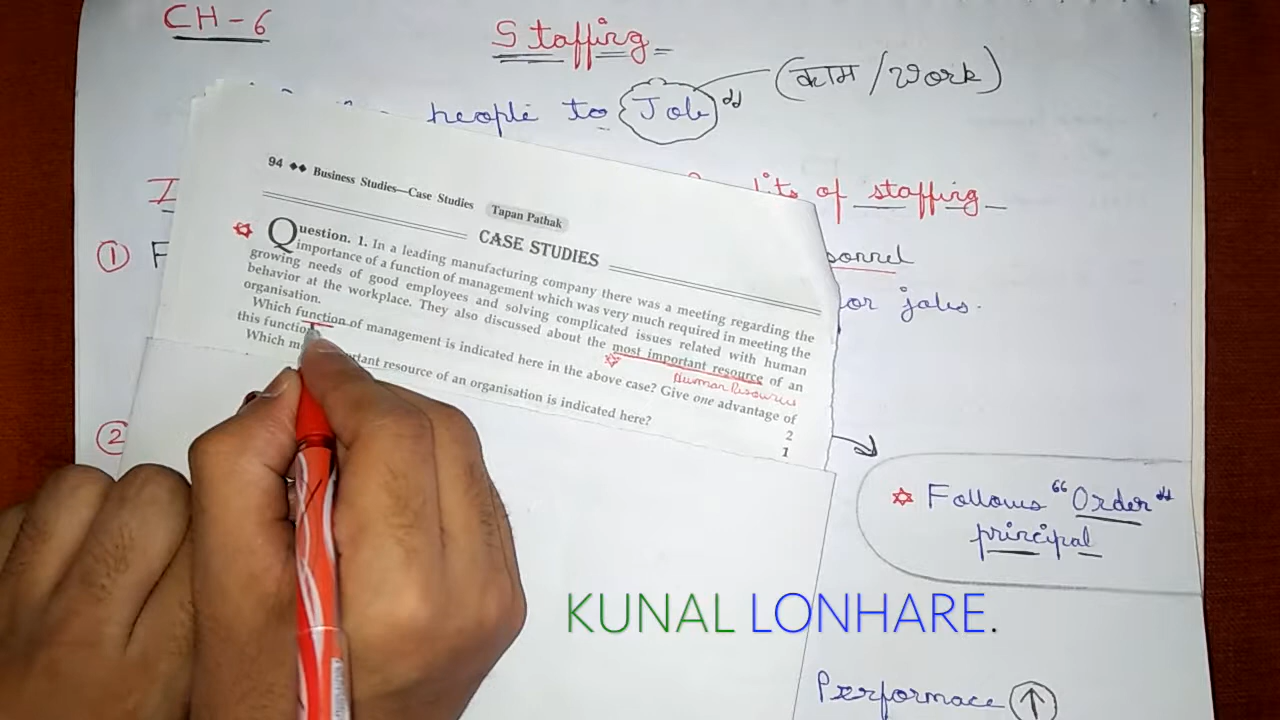 CH-6
Staffing
(काम / work)
people to Job"
94 ◆◆ Business Studies—Case Studies
Tapan Pathak
CASE STUDIES
of staffing
Question. 1. In a leading manufacturing company there was a meeting regarding the
importance of a function of management which was very much required in meeting the
growing needs of good employees and solving complicated issues related with human
behavior at the workplace. They also discussed about the most important resource of an
organisation.
Human Resources
Which function of management is indicated here in the above case? Give one advantage of
this function
2
Which resource of an organisation is indicated here?
1
① F
for jobs.
②
Follows "Order"
principal
KUNAL LONHARE.
Performace ↑